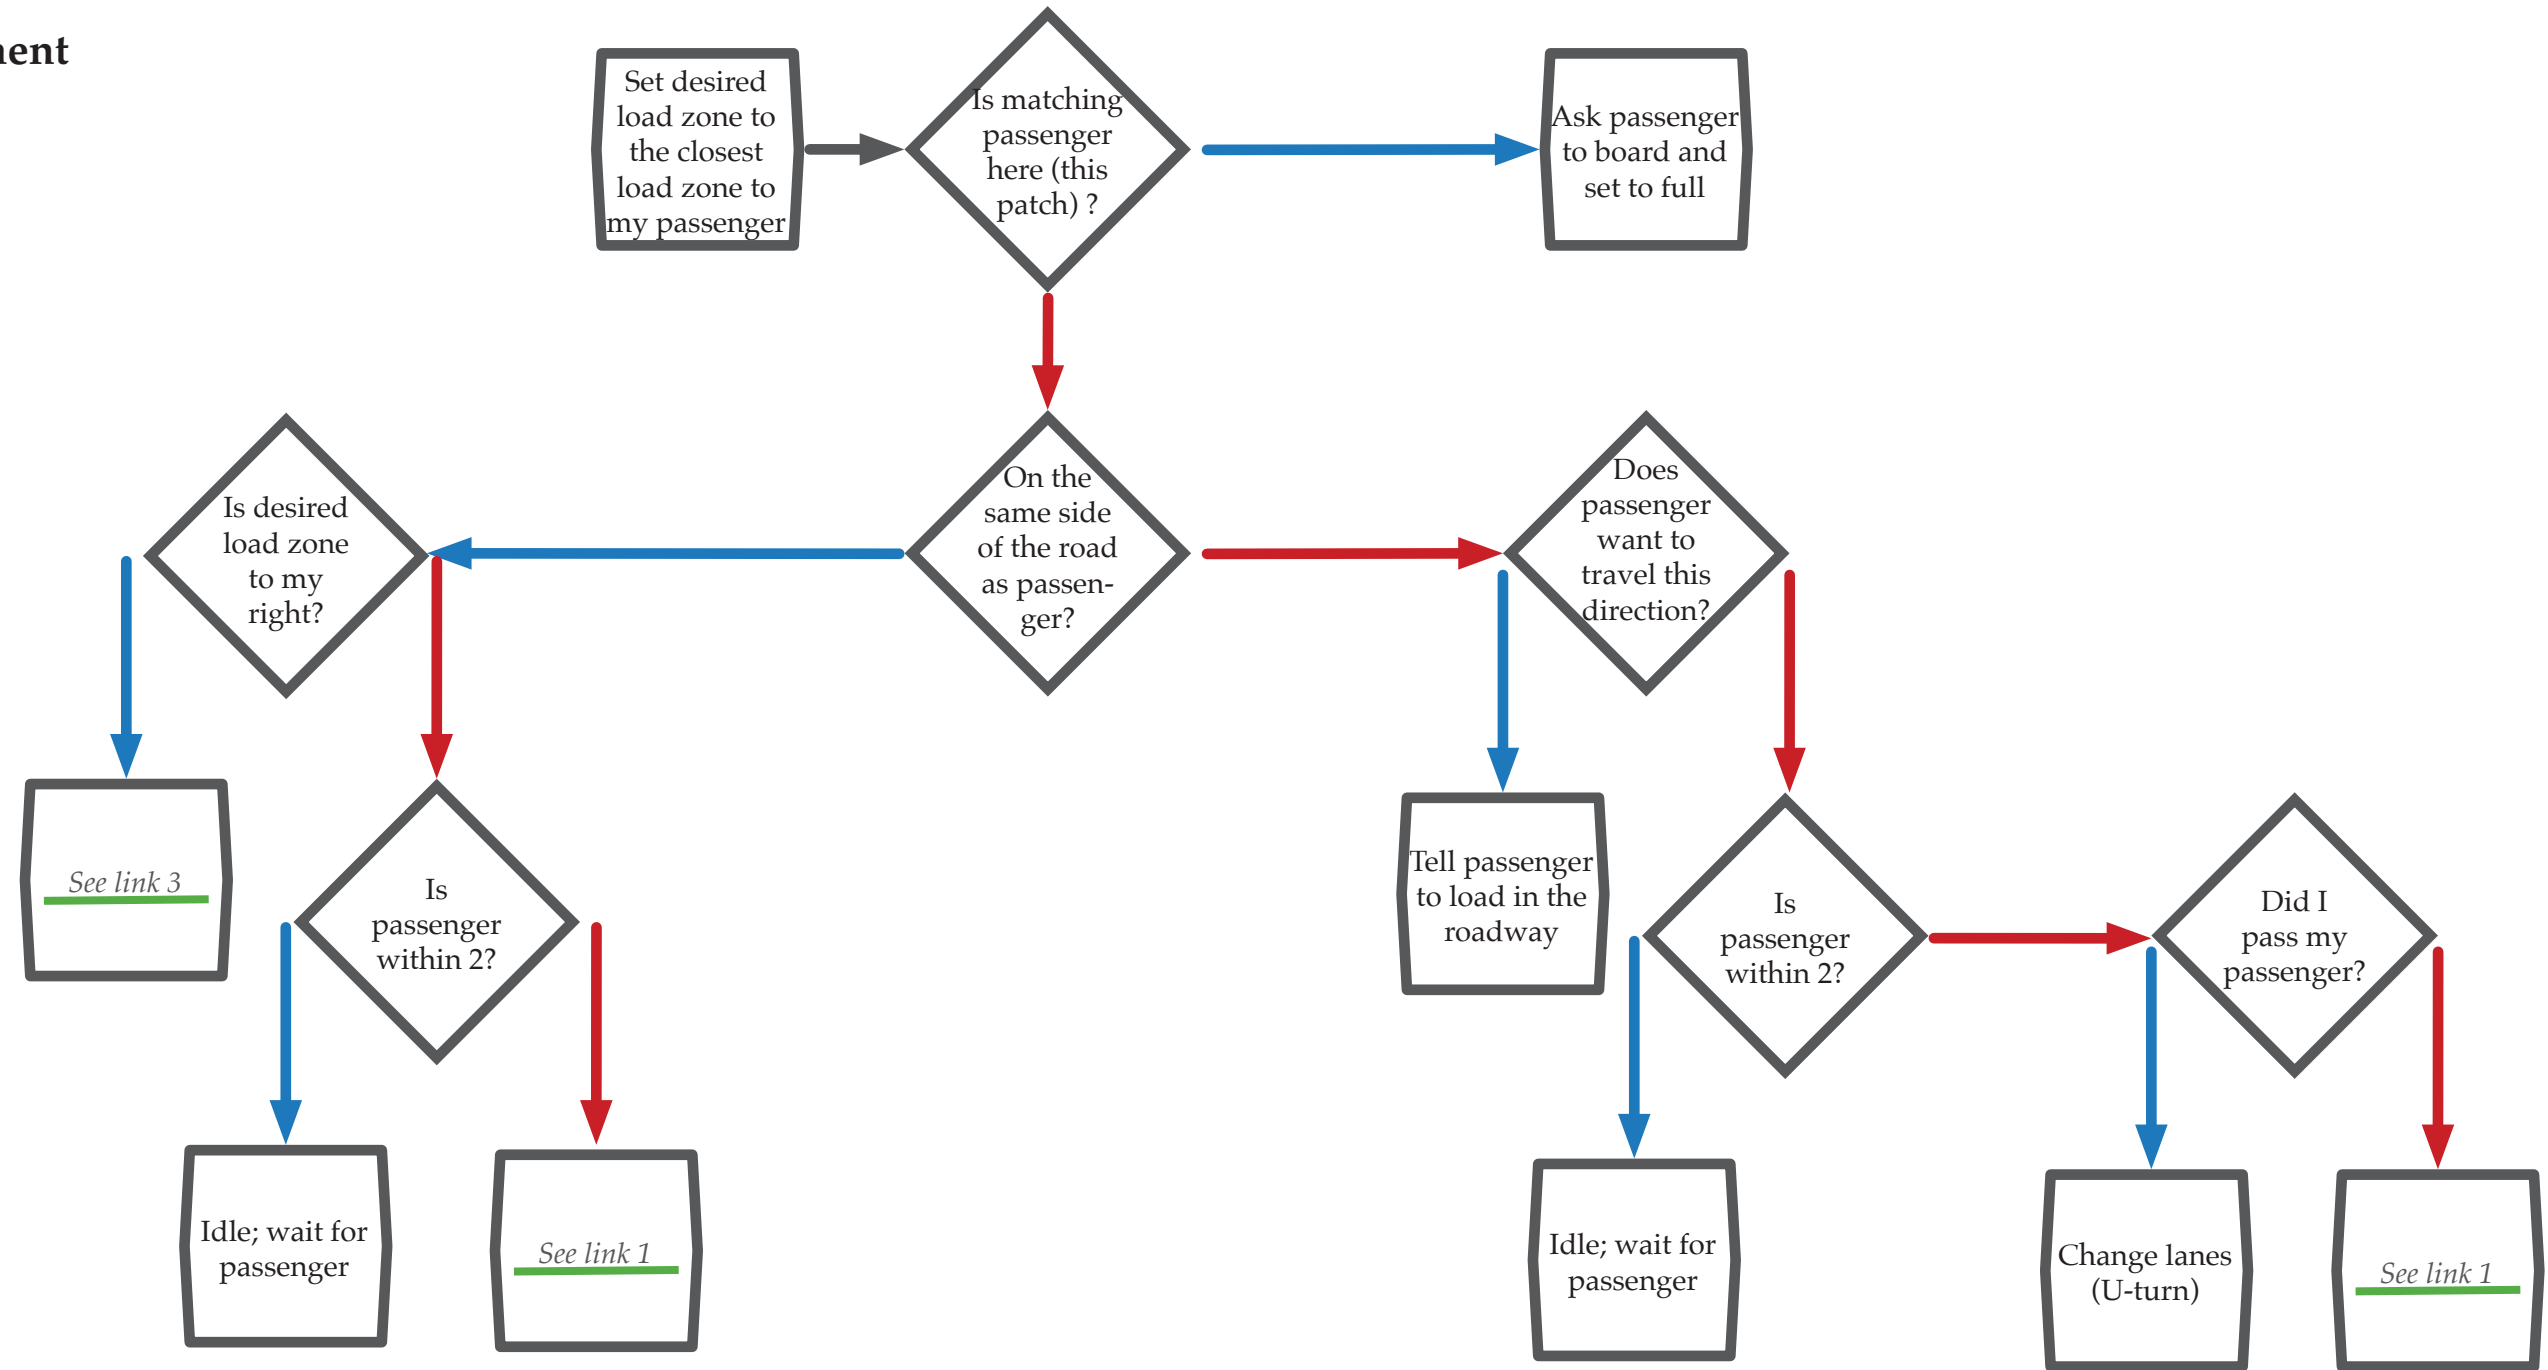 Set desired
load zone to
the closest
load zone to
my passenger
Is matching
passenger
here (this
patch) ?
Ask passenger
to board and
set to full
Is desired
load zone
to my
right?
On the
same side
of the road
as passen-
ger?
Does
passenger
want to
travel this
direction?
See link 3
Is
passenger
within 2?
Tell passenger
to load in the
roadway
Is
passenger
within 2?
Did I
pass my
passenger?
Idle; wait for
passenger
See link 1
Idle; wait for
passenger
Change lanes
(U-turn)
See link 1